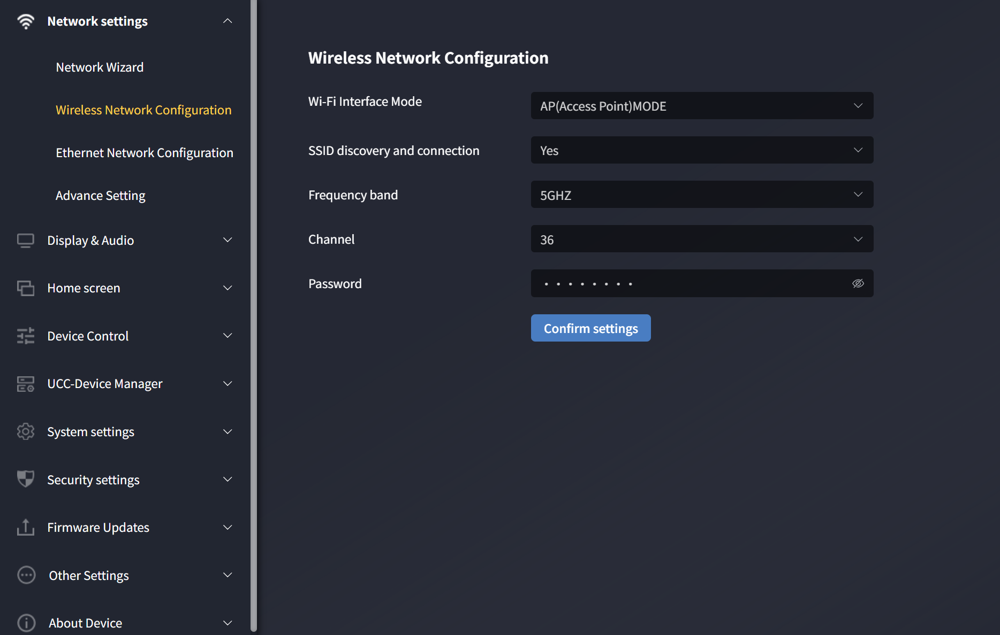 Network settings
Network Wizard
Wireless Network Configuration
Ethernet Network Configuration
Advance Setting
Display & Audio
Home screen
Device Control
UCC-Device Manager
System settings
Security settings
Firmware Updates
Other Settings
About Device
Wireless Network Configuration
Wi-Fi Interface Mode
AP(Access Point)MODE
SSID discovery and connection
Yes
Frequency band
5GHZ
Channel
36
Password
• • • • • • • •
Confirm settings